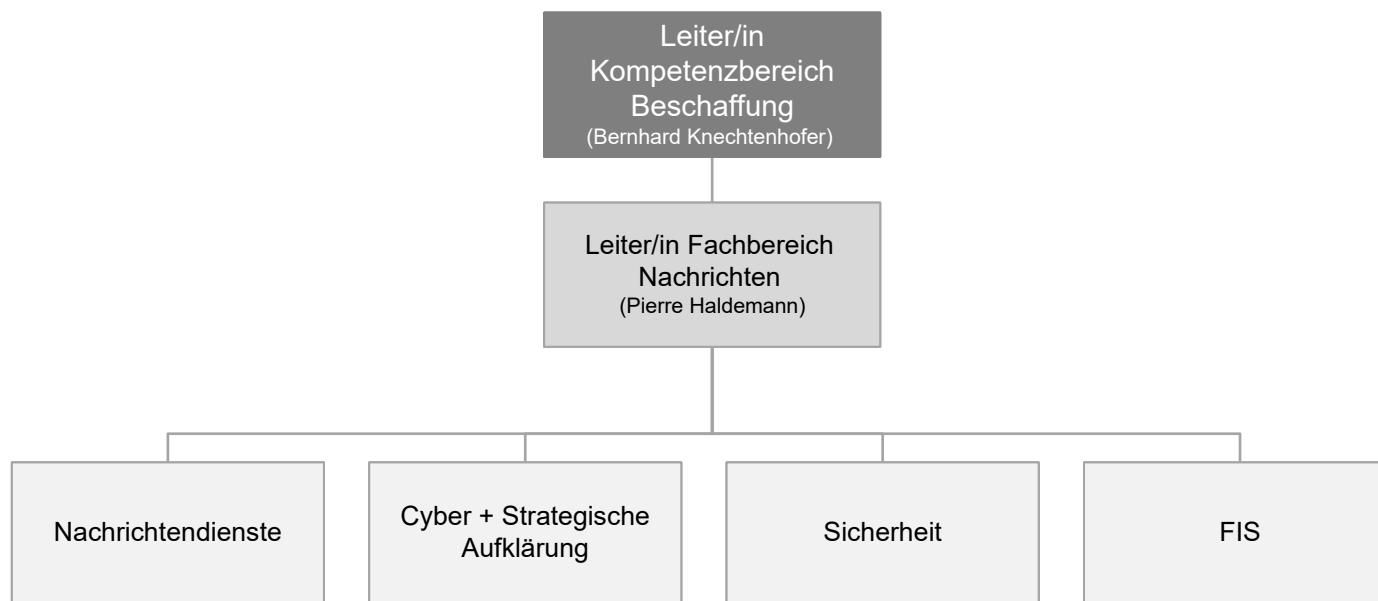 Leiter/in
Kompetenzbereich
Beschaffung
(Bernhard Knechtenhofer)
Leiter/in Fachbereich
Nachrichten
(Pierre Haldemann)
Nachrichtendienste
Cyber + Strategische
Aufklärung
Sicherheit
FIS